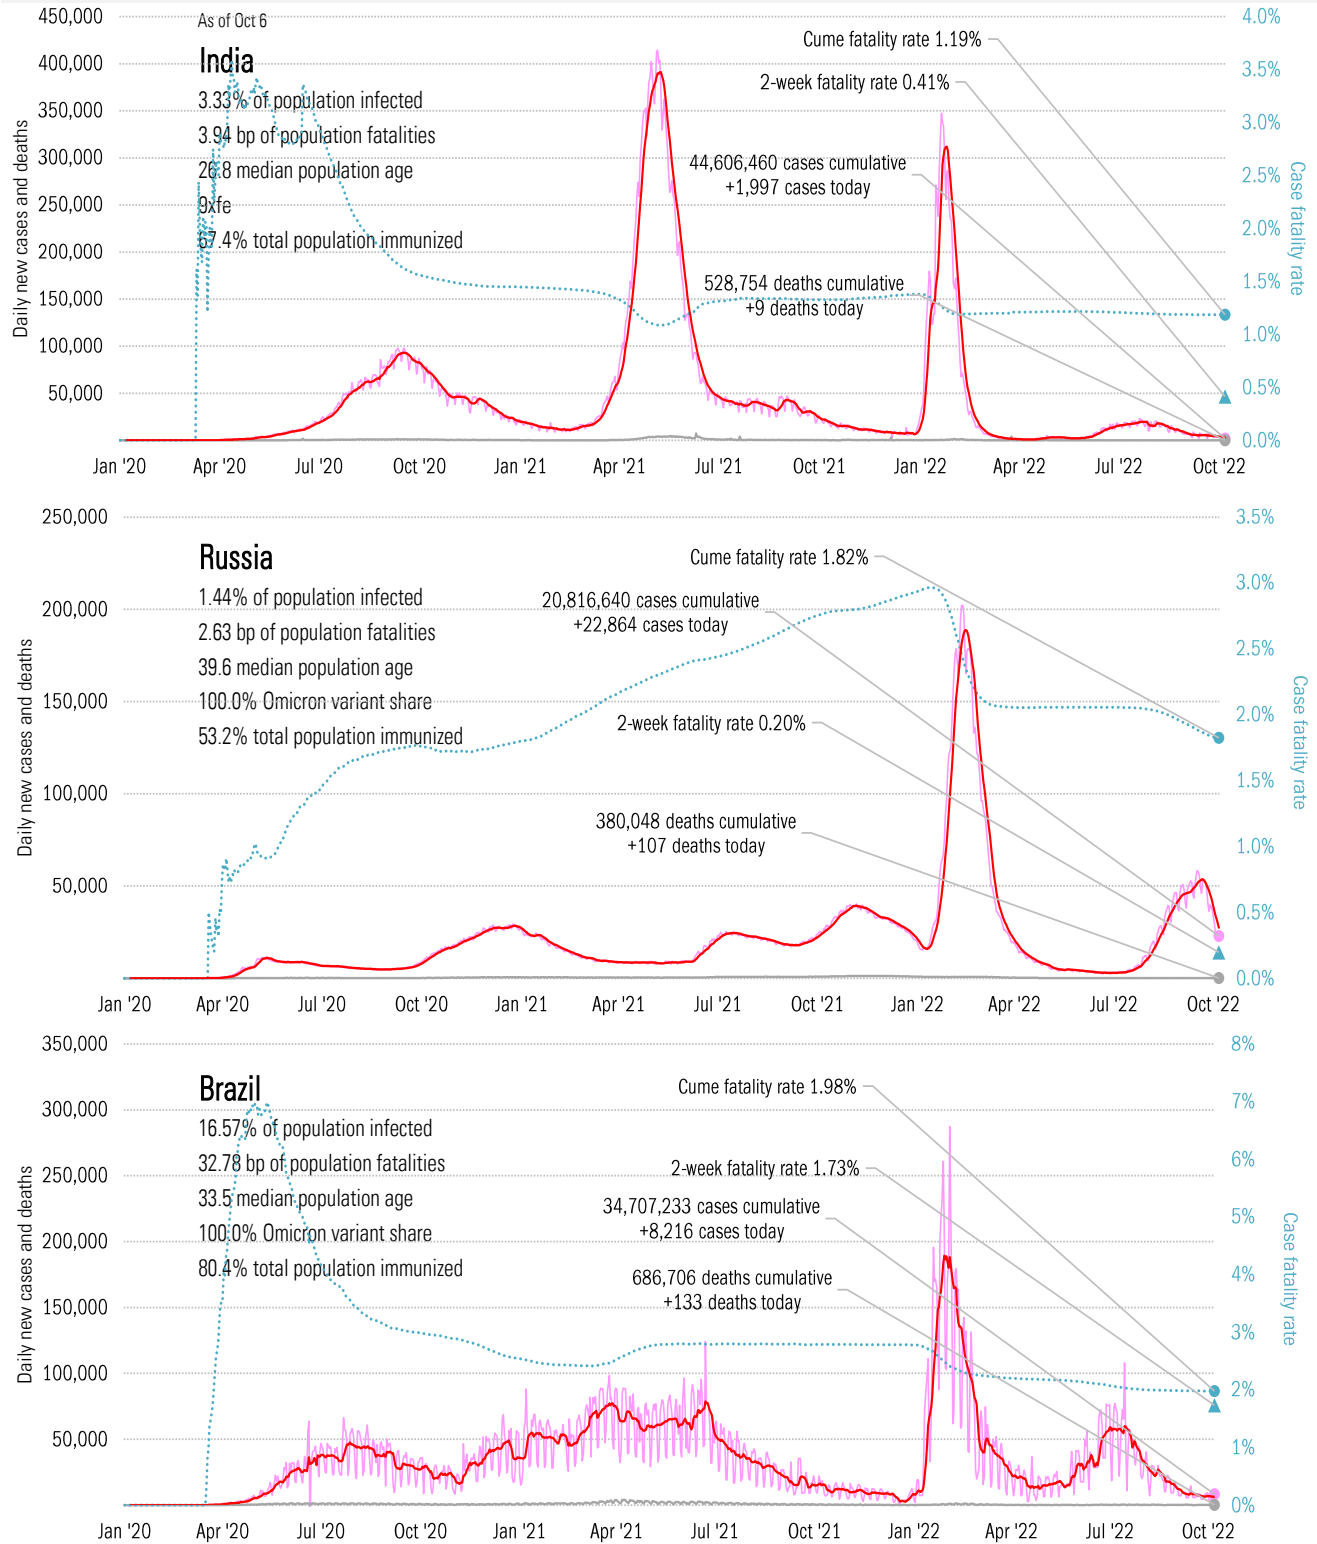 As of Oct 6
India
3.33% of population infected
3.94 bp of population fatalities
26.8 median population age
9xfe
67.4% total population immunized
Cume fatality rate 1.19%
2-week fatality rate 0.41%
44,606,460 cases cumulative
+1,997 cases today
528,754 deaths cumulative
+9 deaths today
Daily new cases and deaths
450,000
400,000
350,000
300,000
250,000
200,000
150,000
100,000
50,000
Case fatality rate
4.0%
3.5%
3.0%
2.5%
2.0%
1.5%
1.0%
0.5%
0.0%
Jan '20 Apr '20 Jul '20 Oct '20 Jan '21 Apr '21 Jul '21 Oct '21 Jan '22 Apr '22 Jul '22 Oct '22
Russia
1.44% of population infected
2.63 bp of population fatalities
39.6 median population age
100.0% Omicron variant share
53.2% total population immunized
Cume fatality rate 1.82%
20,816,640 cases cumulative
+22,864 cases today
2-week fatality rate 0.20%
380,048 deaths cumulative
+107 deaths today
Daily new cases and deaths
250,000
200,000
150,000
100,000
50,000
Case fatality rate
3.5%
3.0%
2.5%
2.0%
1.5%
1.0%
0.5%
0.0%
Jan '20 Apr '20 Jul '20 Oct '20 Jan '21 Apr '21 Jul '21 Oct '21 Jan '22 Apr '22 Jul '22 Oct '22
Brazil
16.57% of population infected
32.78 bp of population fatalities
33.5 median population age
100.0% Omicron variant share
80.4% total population immunized
Cume fatality rate 1.98%
2-week fatality rate 1.73%
34,707,233 cases cumulative
+8,216 cases today
686,706 deaths cumulative
+133 deaths today
Daily new cases and deaths
350,000
300,000
250,000
200,000
150,000
100,000
50,000
Case fatality rate
8%
7%
6%
5%
4%
3%
2%
1%
0%
Jan '20 Apr '20 Jul '20 Oct '20 Jan '21 Apr '21 Jul '21 Oct '21 Jan '22 Apr '22 Jul '22 Oct '22